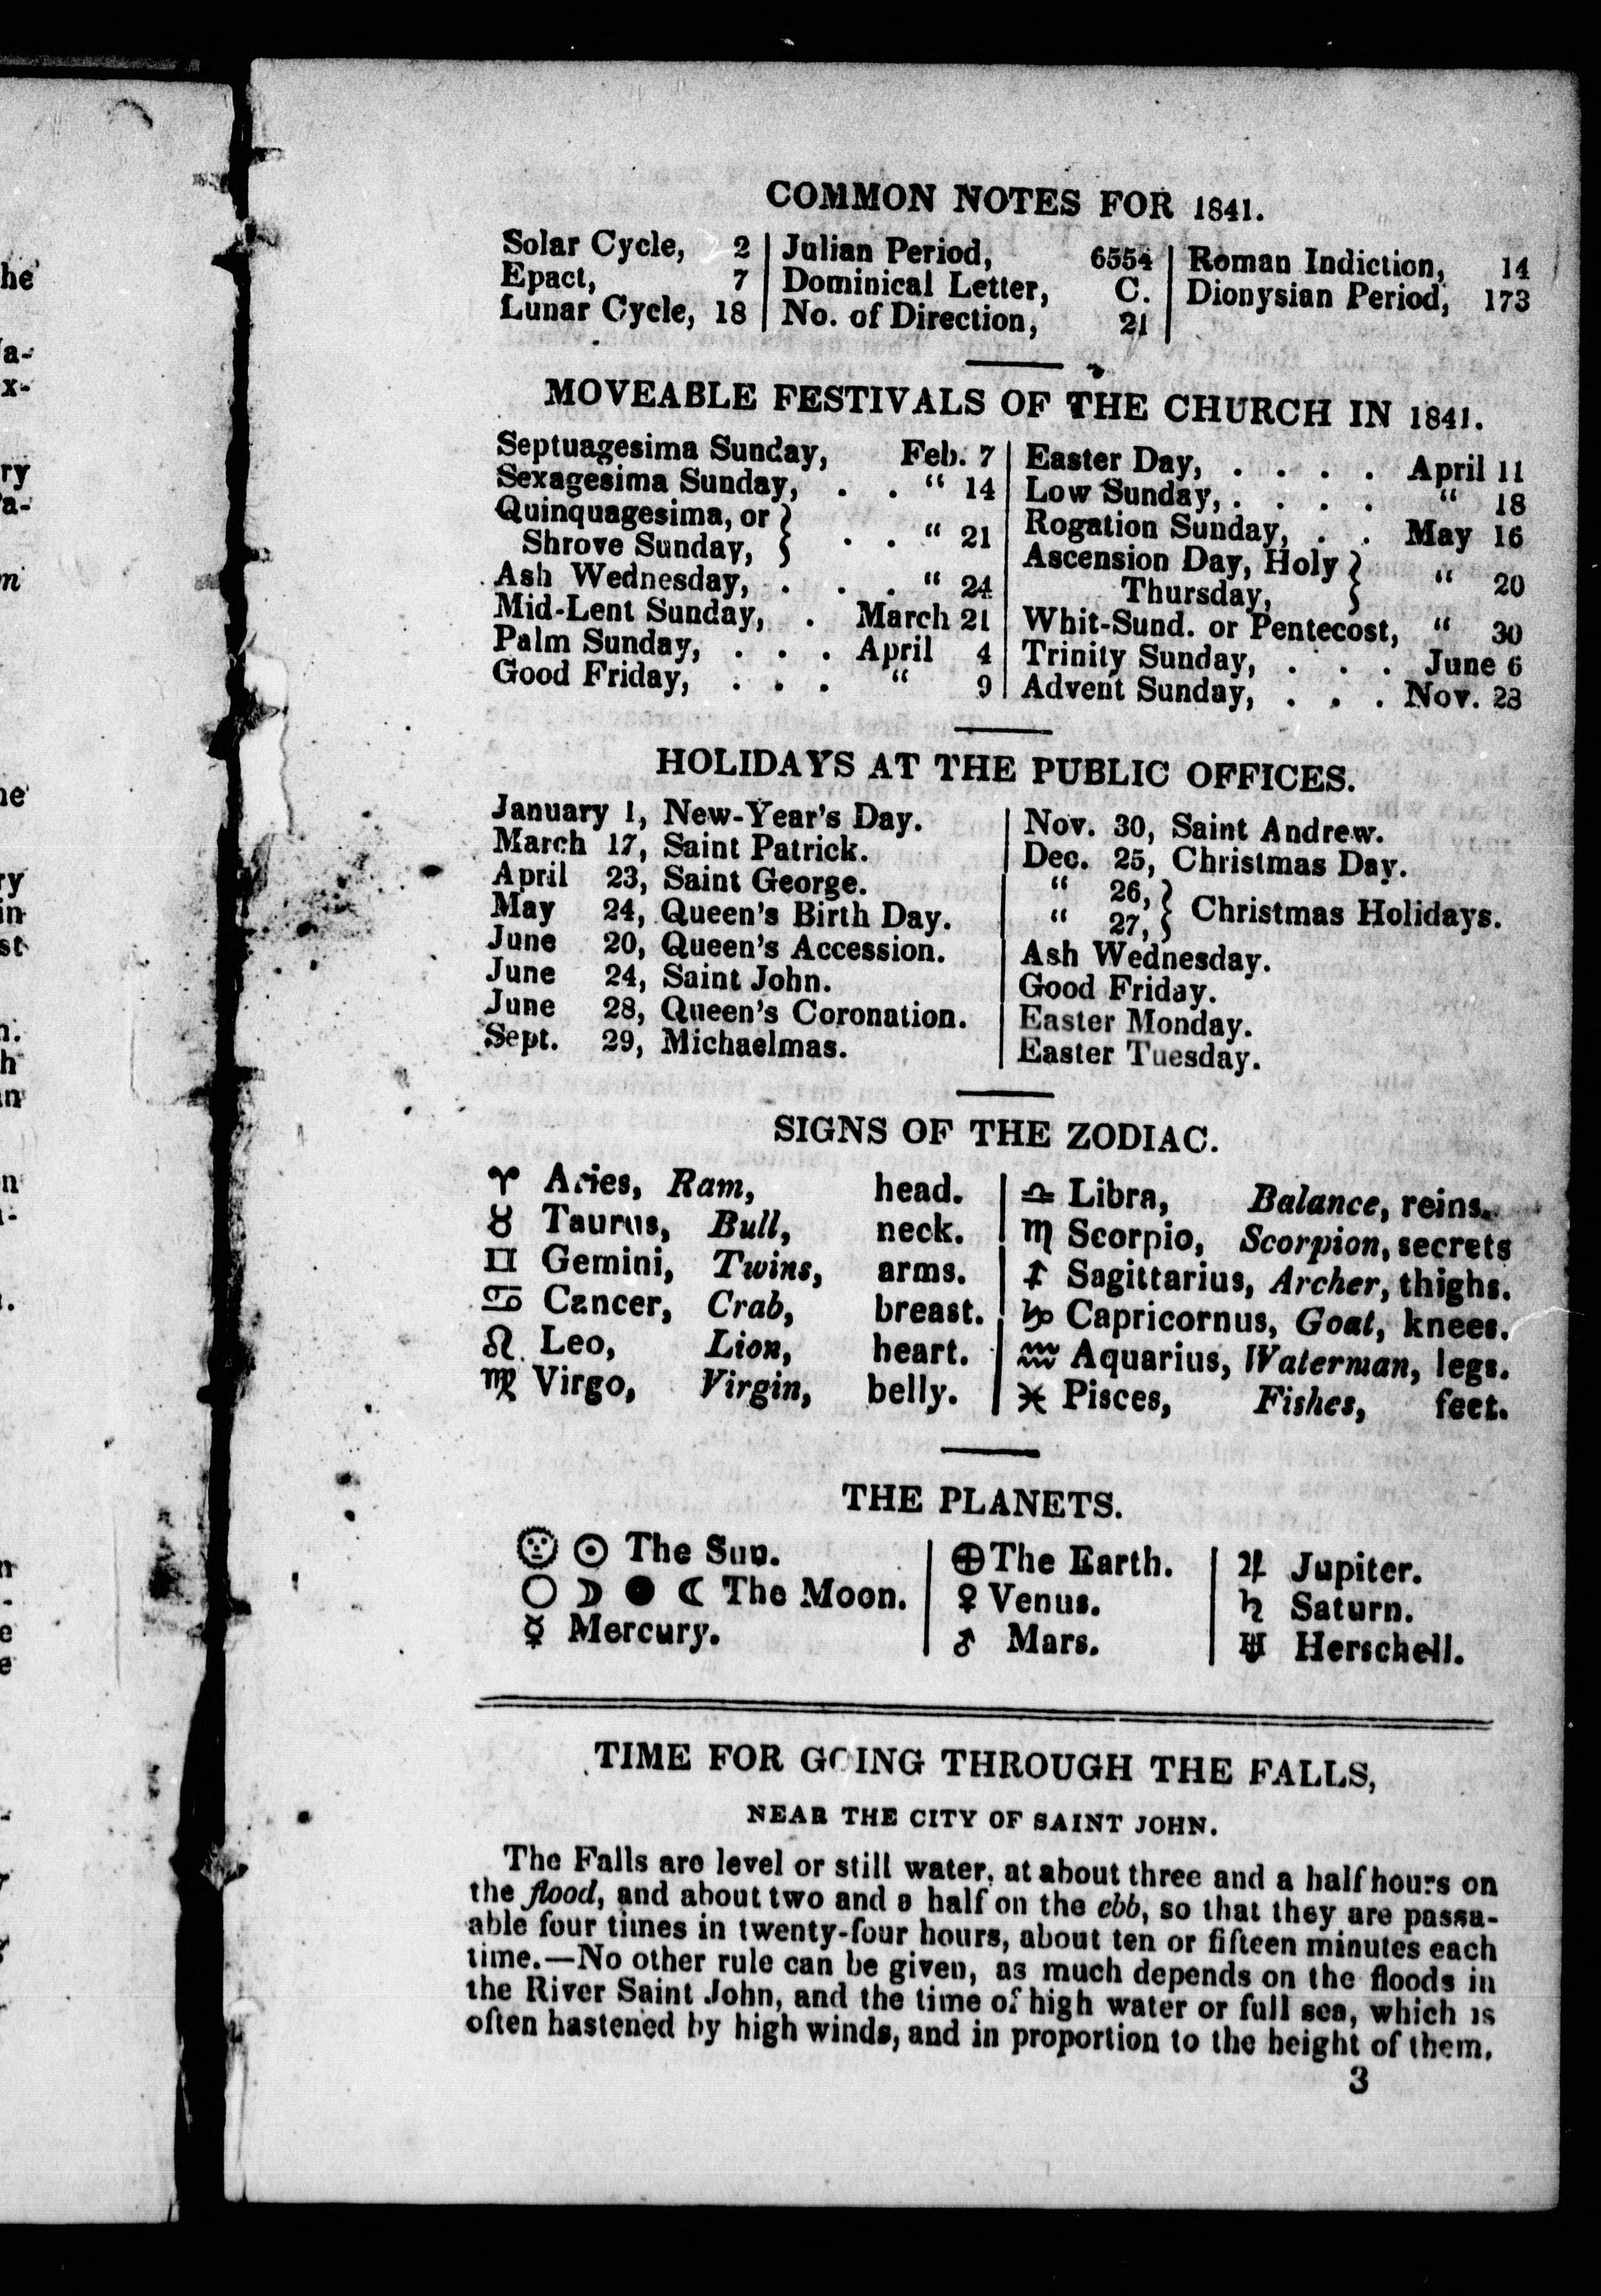 COMMON NOTES FOR 1841.
Solar Cycle, 2
Epact, 7
Lunar Cycle, 18
Julian Period, 6554
Dominical Letter, C.
No. of Direction, 21
Roman Indiction, 14
Dionysian Period, 173
MOVEABLE FESTIVALS OF THE CHURCH IN 1841.
Septuagesima Sunday, Feb. 7
Sexagesima Sunday, . . " 14
Quinquagesima, or }
Shrove Sunday, } . . " 21
Ash Wednesday, . . . " 24
Mid-Lent Sunday, . March 21
Palm Sunday, . . . April 4
Good Friday, . . . " 9
Easter Day, . . . . April 11
Low Sunday, . . . . " 18
Rogation Sunday, . . May 16
Ascension Day, Holy }
Thursday, } " 20
Whit-Sund. or Pentecost, " 30
Trinity Sunday, . . . June 6
Advent Sunday, . . . Nov. 28
HOLIDAYS AT THE PUBLIC OFFICES.
January 1, New-Year's Day.
March 17, Saint Patrick.
April 23, Saint George.
May 24, Queen's Birth Day.
June 20, Queen's Accession.
June 24, Saint John.
June 28, Queen's Coronation.
Sept. 29, Michaelmas.
Nov. 30, Saint Andrew.
Dec. 25, Christmas Day.
" 26, }
" 27, } Christmas Holidays.
Ash Wednesday.
Good Friday.
Easter Monday.
Easter Tuesday.
SIGNS OF THE ZODIAC.
♈ Aries, Ram, head.
♉ Taurus, Bull, neck.
♊ Gemini, Twins, arms.
♋ Cancer, Crab, breast.
♌ Leo, Lion, heart.
♍ Virgo, Virgin, belly.
♎ Libra, Balance, reins.
♏ Scorpio, Scorpion, secrets
♐ Sagittarius, Archer, thighs.
♑ Capricornus, Goat, knees.
♒ Aquarius, Waterman, legs.
♓ Pisces, Fishes, feet.
THE PLANETS.
☉ The Sun.
○ ☽ ● ☾ The Moon.
☿ Mercury.
⊕ The Earth.
♀ Venus.
♂ Mars.
♃ Jupiter.
♄ Saturn.
♅ Herschell.
TIME FOR GOING THROUGH THE FALLS,
NEAR THE CITY OF SAINT JOHN.
The Falls are level or still water, at about three and a half hours on
the flood, and about two and a half on the ebb, so that they are passa-
able four times in twenty-four hours, about ten or fifteen minutes each
time.—No other rule can be given, as much depends on the floods in
the River Saint John, and the time of high water or full sea, which is
often hastened by high winds, and in proportion to the height of them.
3